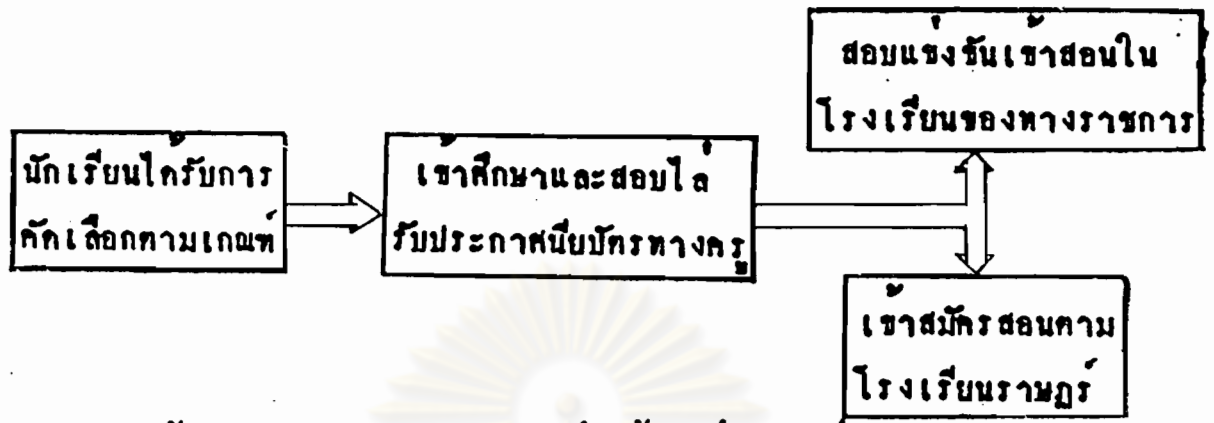 สอบแข่งขันเข้าสอนใน
โรงเรียนของทางราชการ
นักเรียนได้รับการ
คัดเลือกตามเกณฑ์
เข้าศึกษาและสอบไล่
รับประกาศนียบัตรทางครู
เข้าสมัครสอนตาม
โรงเรียนราษฎร์